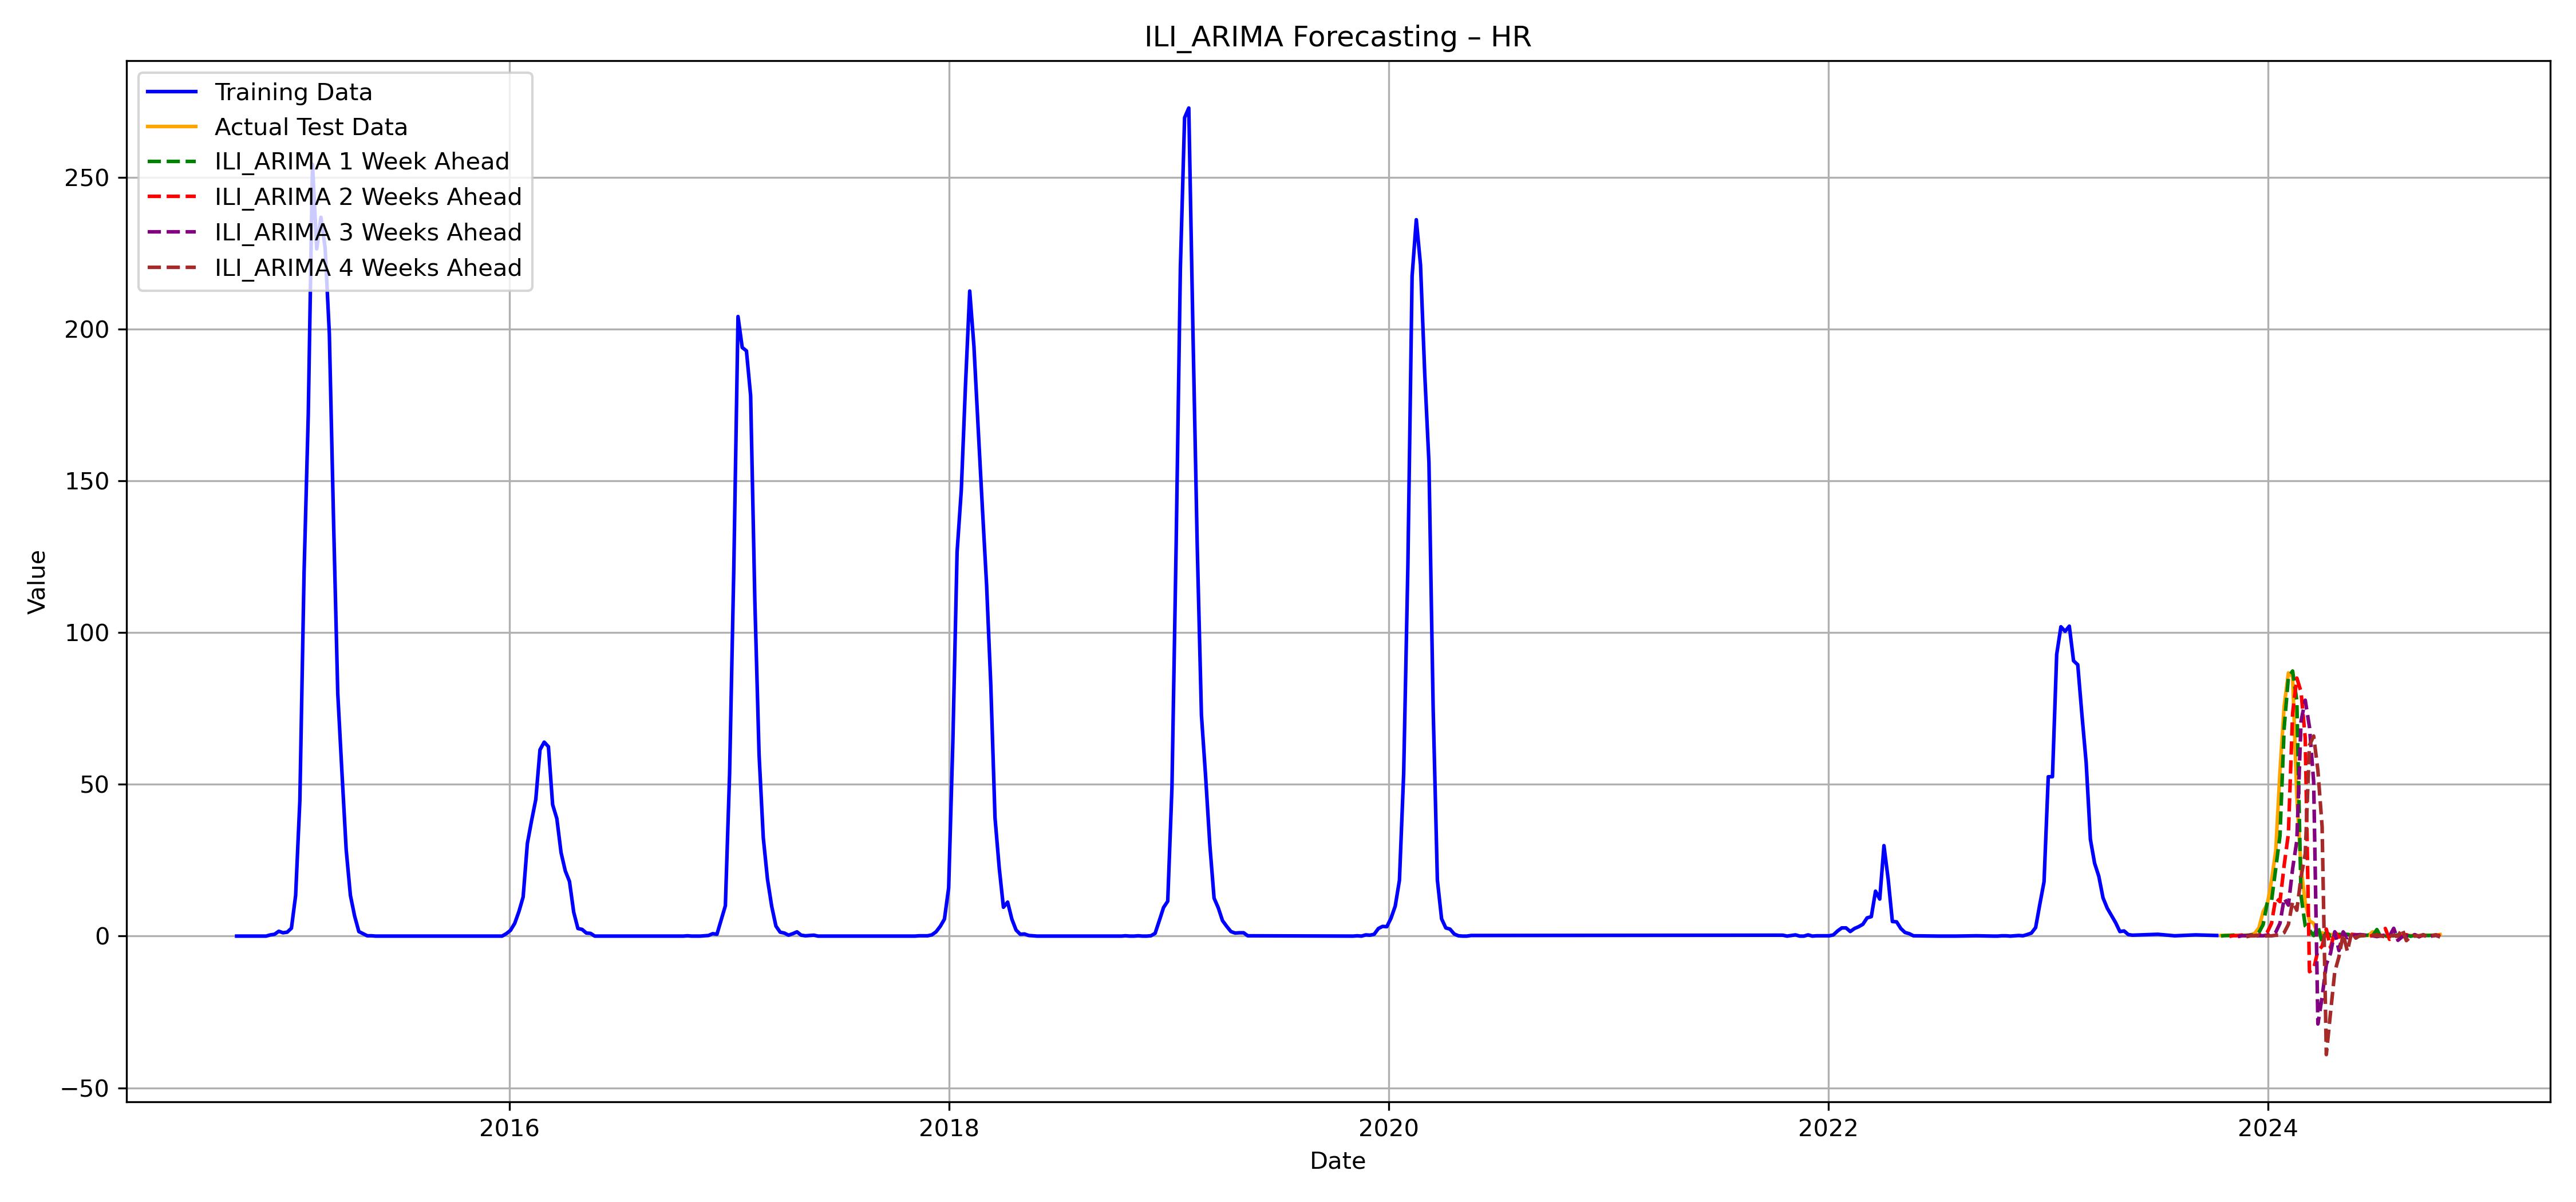 ILI_ARIMA Forecasting – HR
Training Data
Actual Test Data
ILI_ARIMA 1 Week Ahead
ILI_ARIMA 2 Weeks Ahead
ILI_ARIMA 3 Weeks Ahead
ILI_ARIMA 4 Weeks Ahead
250
200
150
100
50
0
−50
Value
2016
2018
2020
2022
2024
Date